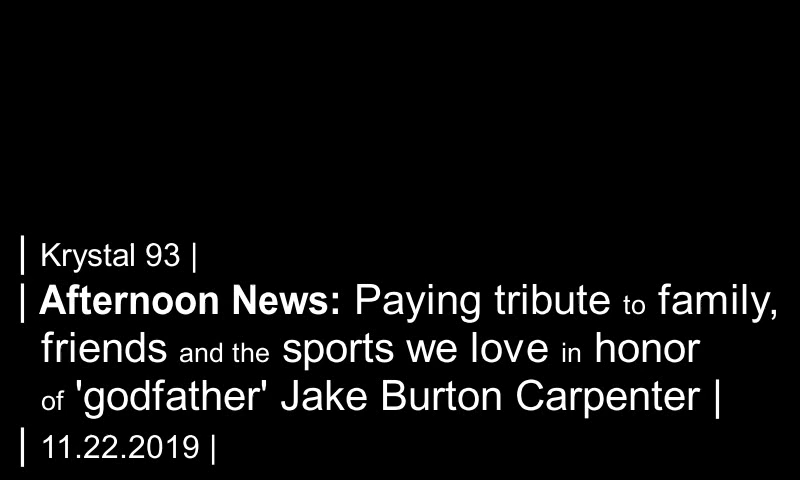 | Krystal 93 |
| Afternoon News: Paying tribute to family,
friends and the sports we love in honor
of 'godfather' Jake Burton Carpenter |
| 11.22.2019 |